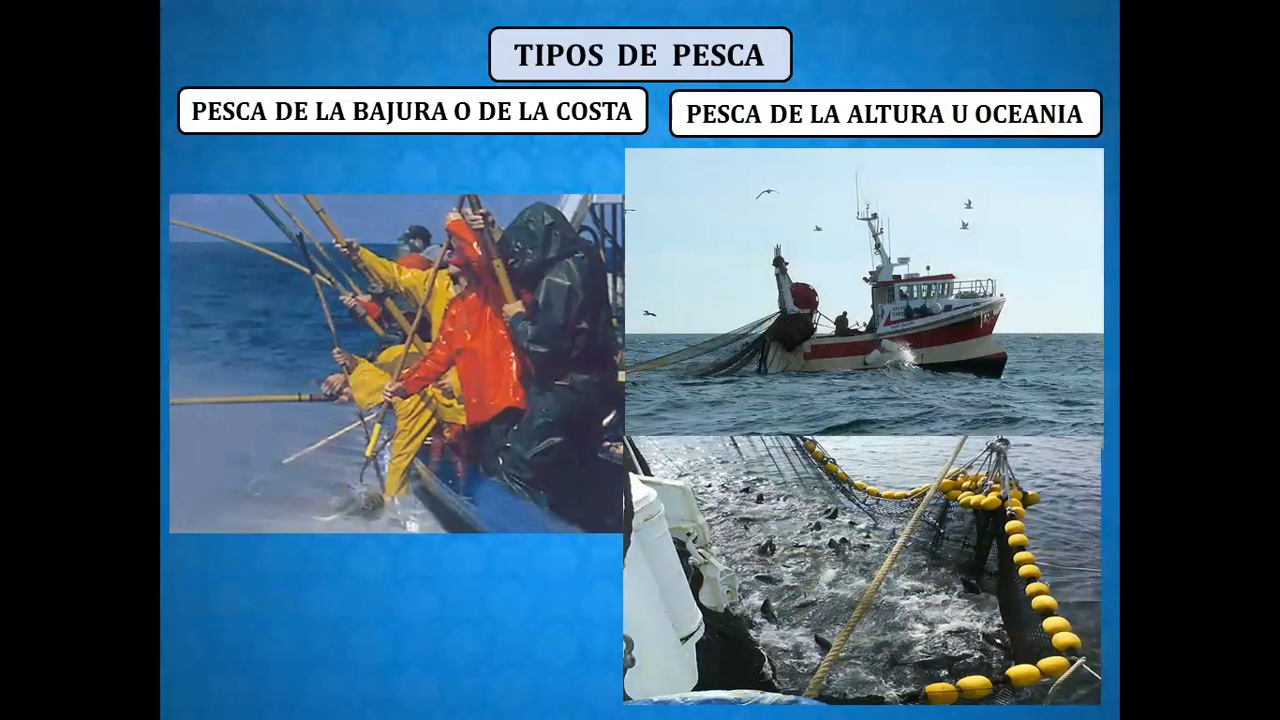 TIPOS DE PESCA
PESCA DE LA BAJURA O DE LA COSTA
PESCA DE LA ALTURA U OCEANIA